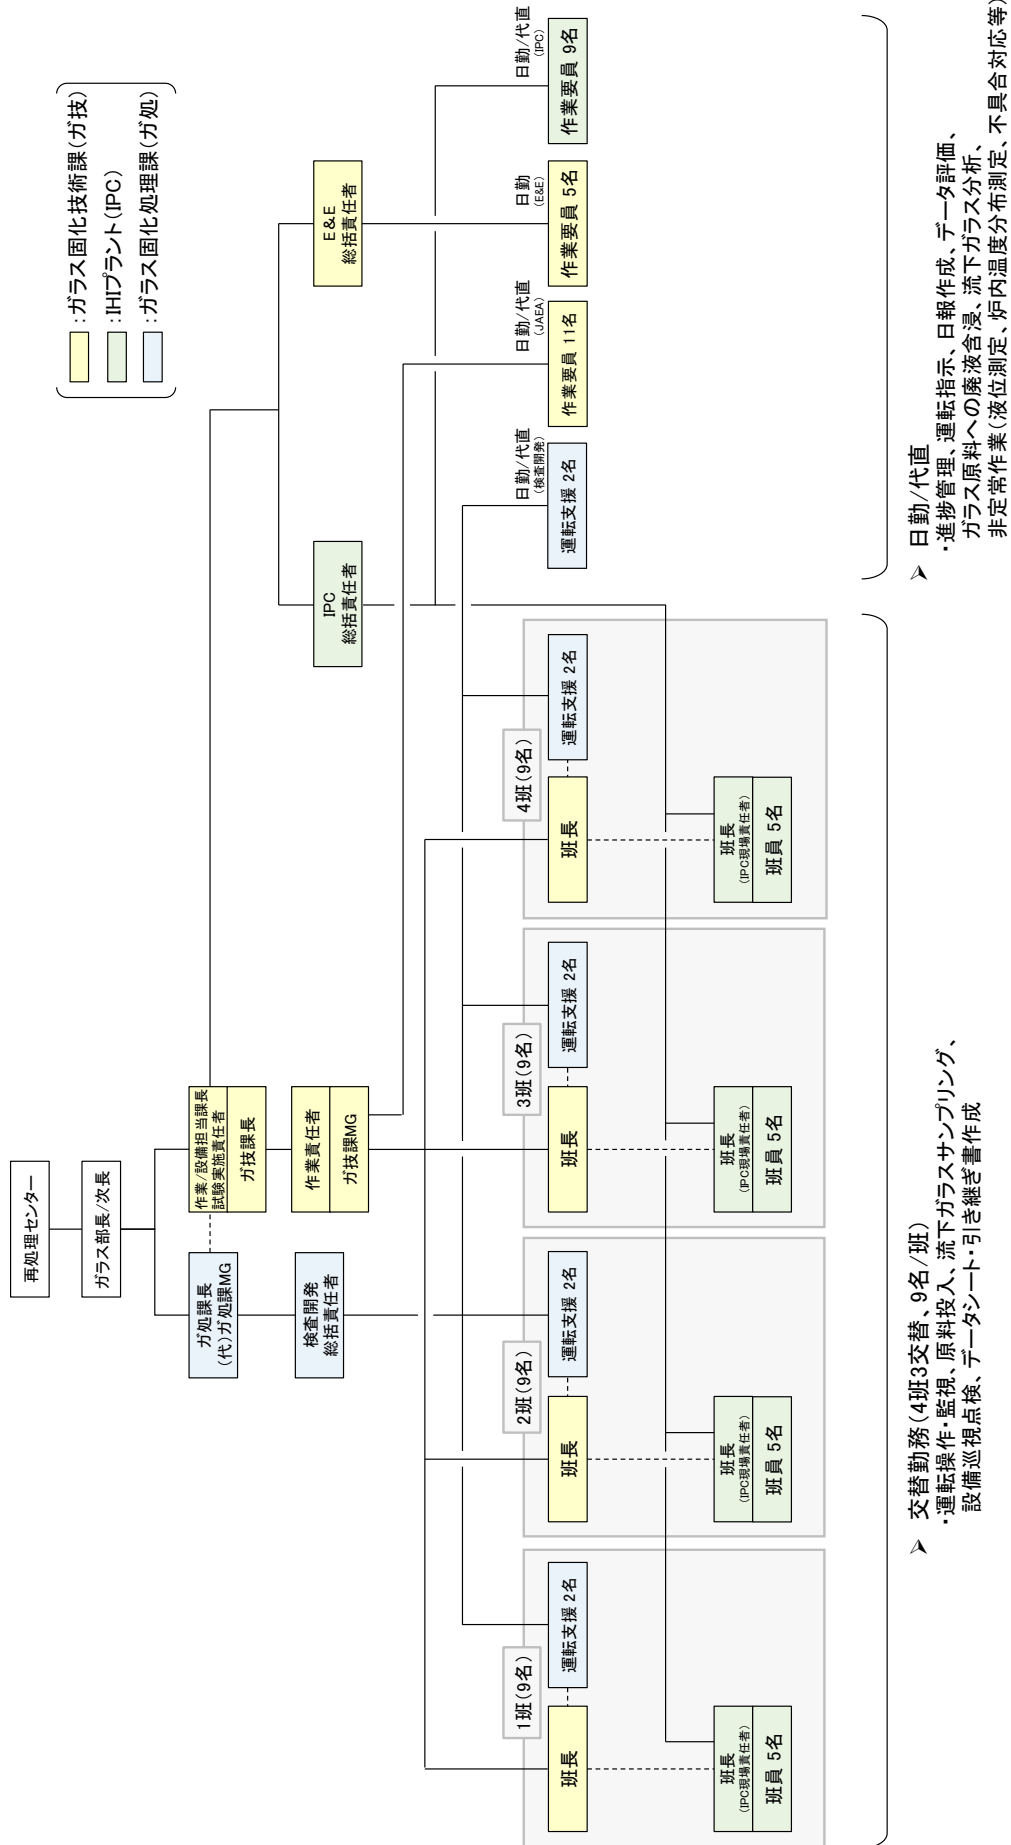 再処理センター
ガラス部長/次長
ガ処課長
(代)ガ処課MG
作業/設備担当課長
試験実施責任者
ガ技課長
検査開発
総括責任者
作業責任者
ガ技課MG
IPC
総括責任者
E&E
総括責任者
:ガラス固化技術課(ガ技)
:IHIプラント(IPC)
:ガラス固化処理課(ガ処)
1班(9名)
班長
運転支援 2名
班長
(IPC現場責任者)
班員 5名
2班(9名)
班長
運転支援 2名
班長
(IPC現場責任者)
班員 5名
3班(9名)
班長
運転支援 2名
班長
(IPC現場責任者)
班員 5名
4班(9名)
班長
運転支援 2名
班長
(IPC現場責任者)
班員 5名
日勤/代直
(検査開発)
運転支援 2名
日勤/代直
(JAEA)
作業要員 11名
日勤
(E&E)
作業要員 5名
日勤/代直
(IPC)
作業要員 9名
➢ 交替勤務(4班3交替、9名/班)
・運転操作・監視、原料投入、流下ガラスサンプリング、
設備巡視点検、データシート・引き継ぎ書作成
➢ 日勤/代直
・進捗管理、運転指示、日報作成、データ評価、
ガラス原料への廃液含浸、流下ガラス分析、
非定常作業(液位測定、炉内温度分布測定、不具合対応等)